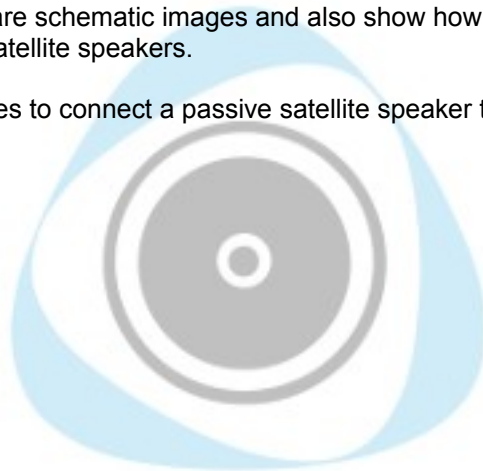 are schematic images and also show how
atellite speakers.
es to connect a passive satellite speaker t